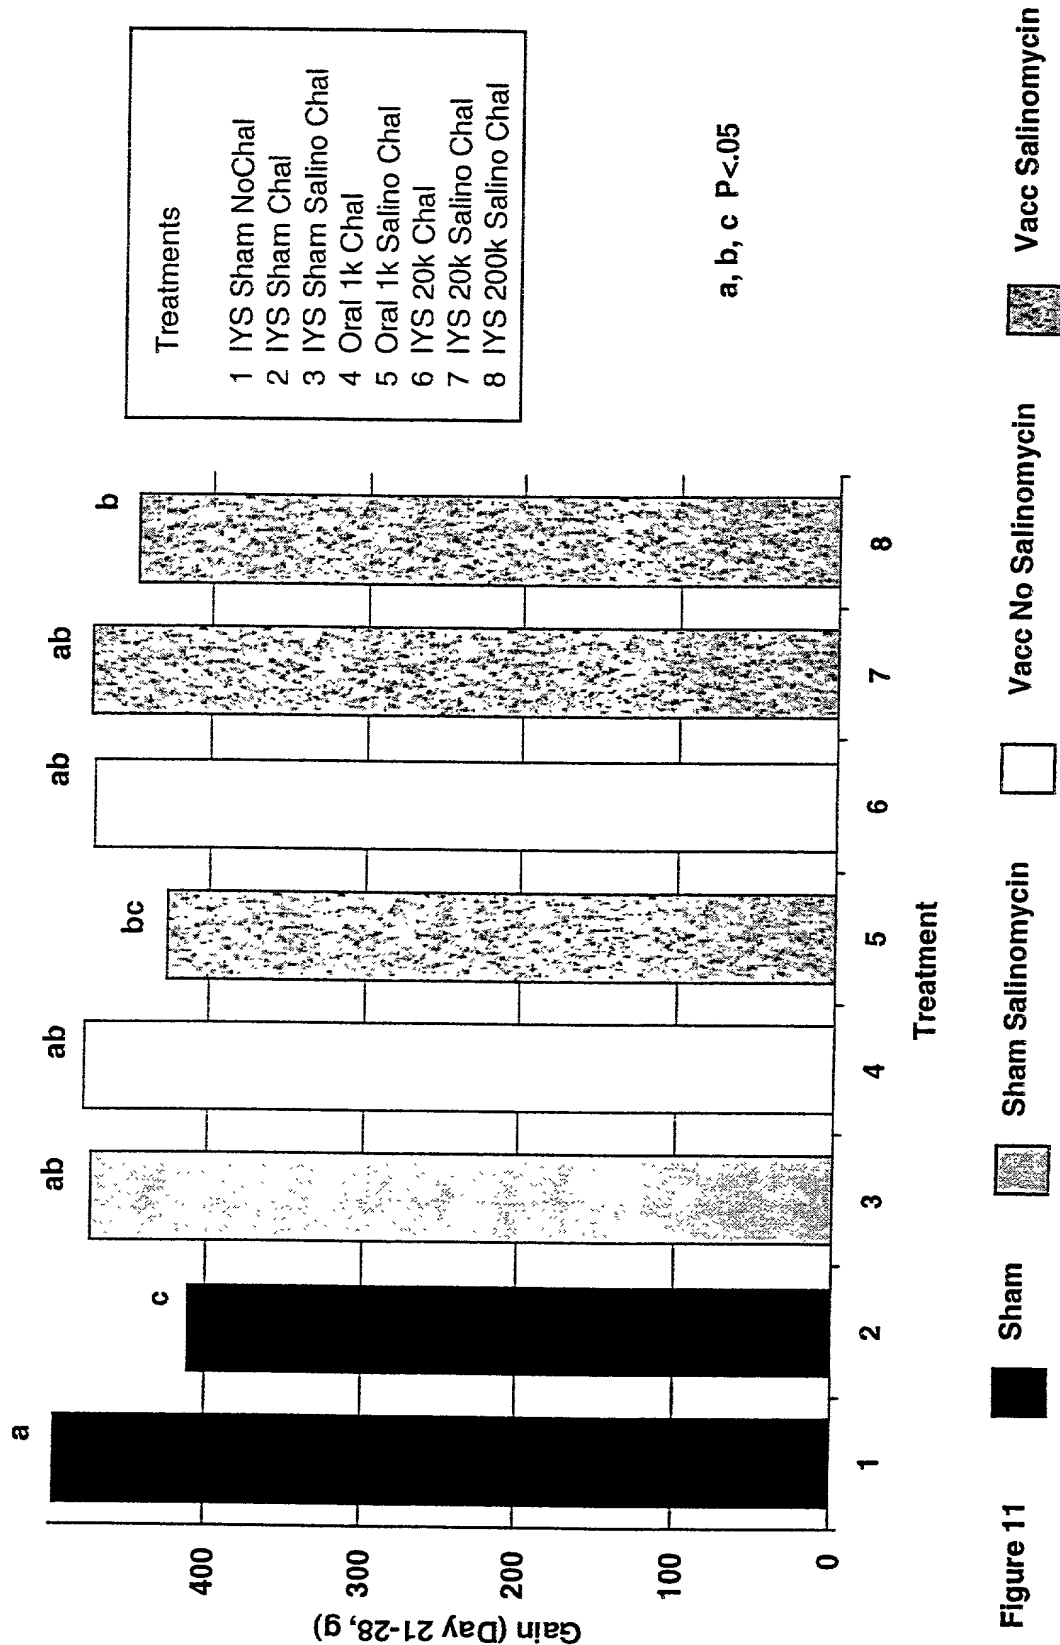 Gain (Day 21-28, g)
400
300
200
100
0
a
c
ab
ab
bc
ab
ab
b
1
2
3
4
5
6
7
8
Treatment
Treatments
1 IYS Sham NoChal
2 IYS Sham Chal
3 IYS Sham Salino Chal
4 Oral 1k Chal
5 Oral 1k Salino Chal
6 IYS 20k Chal
7 IYS 20k Salino Chal
8 IYS 200k Salino Chal
a, b, c P<.05
Figure 11
Sham
Sham Salinomycin
Vacc No Salinomycin
Vacc Salinomycin